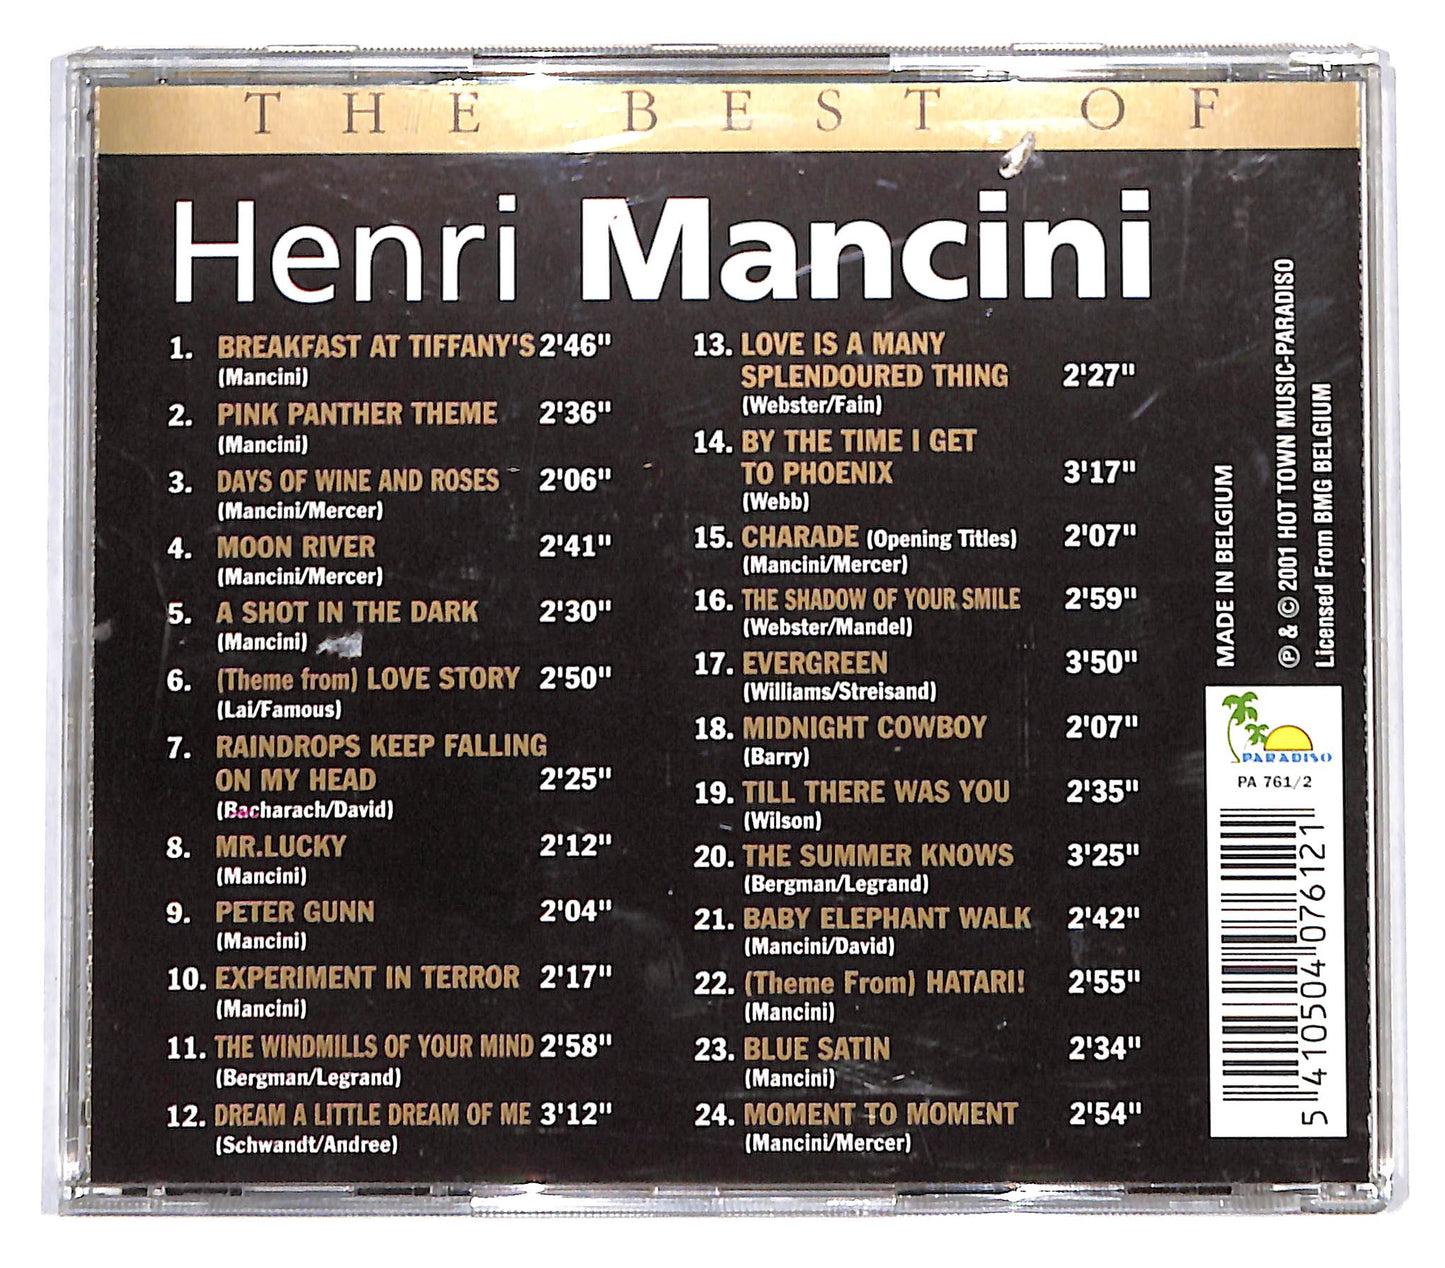 THE BEST OF
Henri Mancini
1. BREAKFAST AT TIFFANY'S 2'46"
(Mancini)
2. PINK PANTHER THEME 2'36"
(Mancini)
3. DAYS OF WINE AND ROSES 2'06"
(Mancini/Mercer)
4. MOON RIVER 2'41"
(Mancini/Mercer)
5. A SHOT IN THE DARK 2'30"
(Mancini)
6. (Theme from) LOVE STORY 2'50"
(Lai/Famous)
7. RAINDROPS KEEP FALLING
ON MY HEAD 2'25"
(Bacharach/David)
8. MR.LUCKY 2'12"
(Mancini)
9. PETER GUNN 2'04"
(Mancini)
10. EXPERIMENT IN TERROR 2'17"
(Mancini)
11. THE WINDMILLS OF YOUR MIND 2'58"
(Bergman/Legrand)
12. DREAM A LITTLE DREAM OF ME 3'12"
(Schwandt/Andree)
13. LOVE IS A MANY
SPLENDOURED THING 2'27"
(Webster/Fain)
14. BY THE TIME I GET
TO PHOENIX 3'17"
(Webb)
15. CHARADE (Opening Titles) 2'07"
(Mancini/Mercer)
16. THE SHADOW OF YOUR SMILE 2'59"
(Webster/Mandel)
17. EVERGREEN 3'50"
(Williams/Streisand)
18. MIDNIGHT COWBOY 2'07"
(Barry)
19. TILL THERE WAS YOU 2'35"
(Wilson)
20. THE SUMMER KNOWS 3'25"
(Bergman/Legrand)
21. BABY ELEPHANT WALK 2'42"
(Mancini/David)
22. (Theme From) HATARI! 2'55"
(Mancini)
23. BLUE SATIN 2'34"
(Mancini)
24. MOMENT TO MOMENT 2'54"
(Mancini/Mercer)
MADE IN BELGIUM
℗ & © 2001 HOT TOWN MUSIC-PARADISO
Licensed From BMG BELGIUM
PARADISO
PA 761/2
5 410504 076121